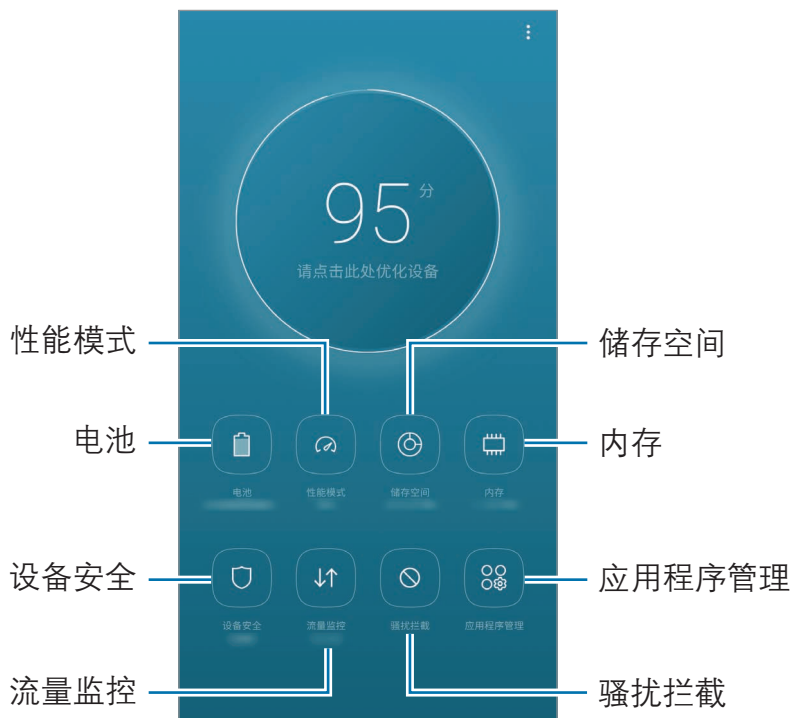 95 分
请点击此处优化设备
性能模式
储存空间
电池
内存
电池 性能模式 储存空间 内存
设备安全
应用程序管理
设备安全 流量监控 骚扰拦截 应用程序管理
流量监控
骚扰拦截